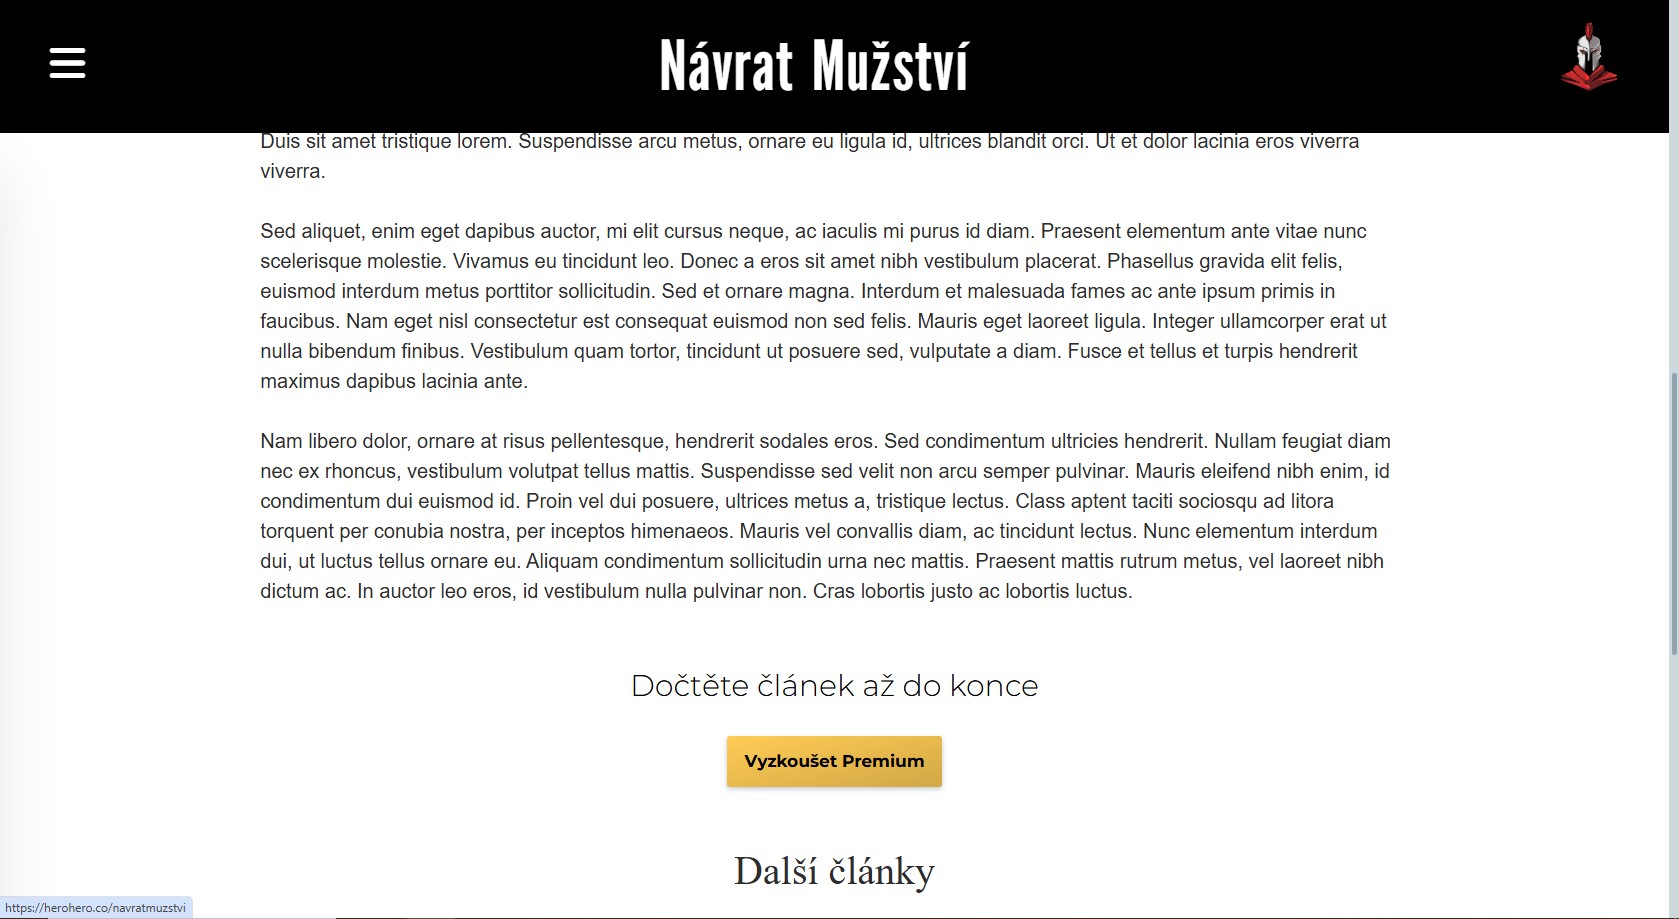 Návrat Mužství
Duis sit amet tristique lorem. Suspendisse arcu metus, ornare eu ligula id, ultrices blandit orci. Ut et dolor lacinia eros viverra
viverra.
Sed aliquet, enim eget dapibus auctor, mi elit cursus neque, ac iaculis mi purus id diam. Praesent elementum ante vitae nunc
scelerisque molestie. Vivamus eu tincidunt leo. Donec a eros sit amet nibh vestibulum placerat. Phasellus gravida elit felis,
euismod interdum metus porttitor sollicitudin. Sed et ornare magna. Interdum et malesuada fames ac ante ipsum primis in
faucibus. Nam eget nisl consectetur est consequat euismod non sed felis. Mauris eget laoreet ligula. Integer ullamcorper erat ut
nulla bibendum finibus. Vestibulum quam tortor, tincidunt ut posuere sed, vulputate a diam. Fusce et tellus et turpis hendrerit
maximus dapibus lacinia ante.
Nam libero dolor, ornare at risus pellentesque, hendrerit sodales eros. Sed condimentum ultricies hendrerit. Nullam feugiat diam
nec ex rhoncus, vestibulum volutpat tellus mattis. Suspendisse sed velit non arcu semper pulvinar. Mauris eleifend nibh enim, id
condimentum dui euismod id. Proin vel dui posuere, ultrices metus a, tristique lectus. Class aptent taciti sociosqu ad litora
torquent per conubia nostra, per inceptos himenaeos. Mauris vel convallis diam, ac tincidunt lectus. Nunc elementum interdum
dui, ut luctus tellus ornare eu. Aliquam condimentum sollicitudin urna nec mattis. Praesent mattis rutrum metus, vel laoreet nibh
dictum ac. In auctor leo eros, id vestibulum nulla pulvinar non. Cras lobortis justo ac lobortis luctus.
Dočtěte článek až do konce
Vyzkoušet Premium
Další články
https://herohero.co/navratmuzstvi